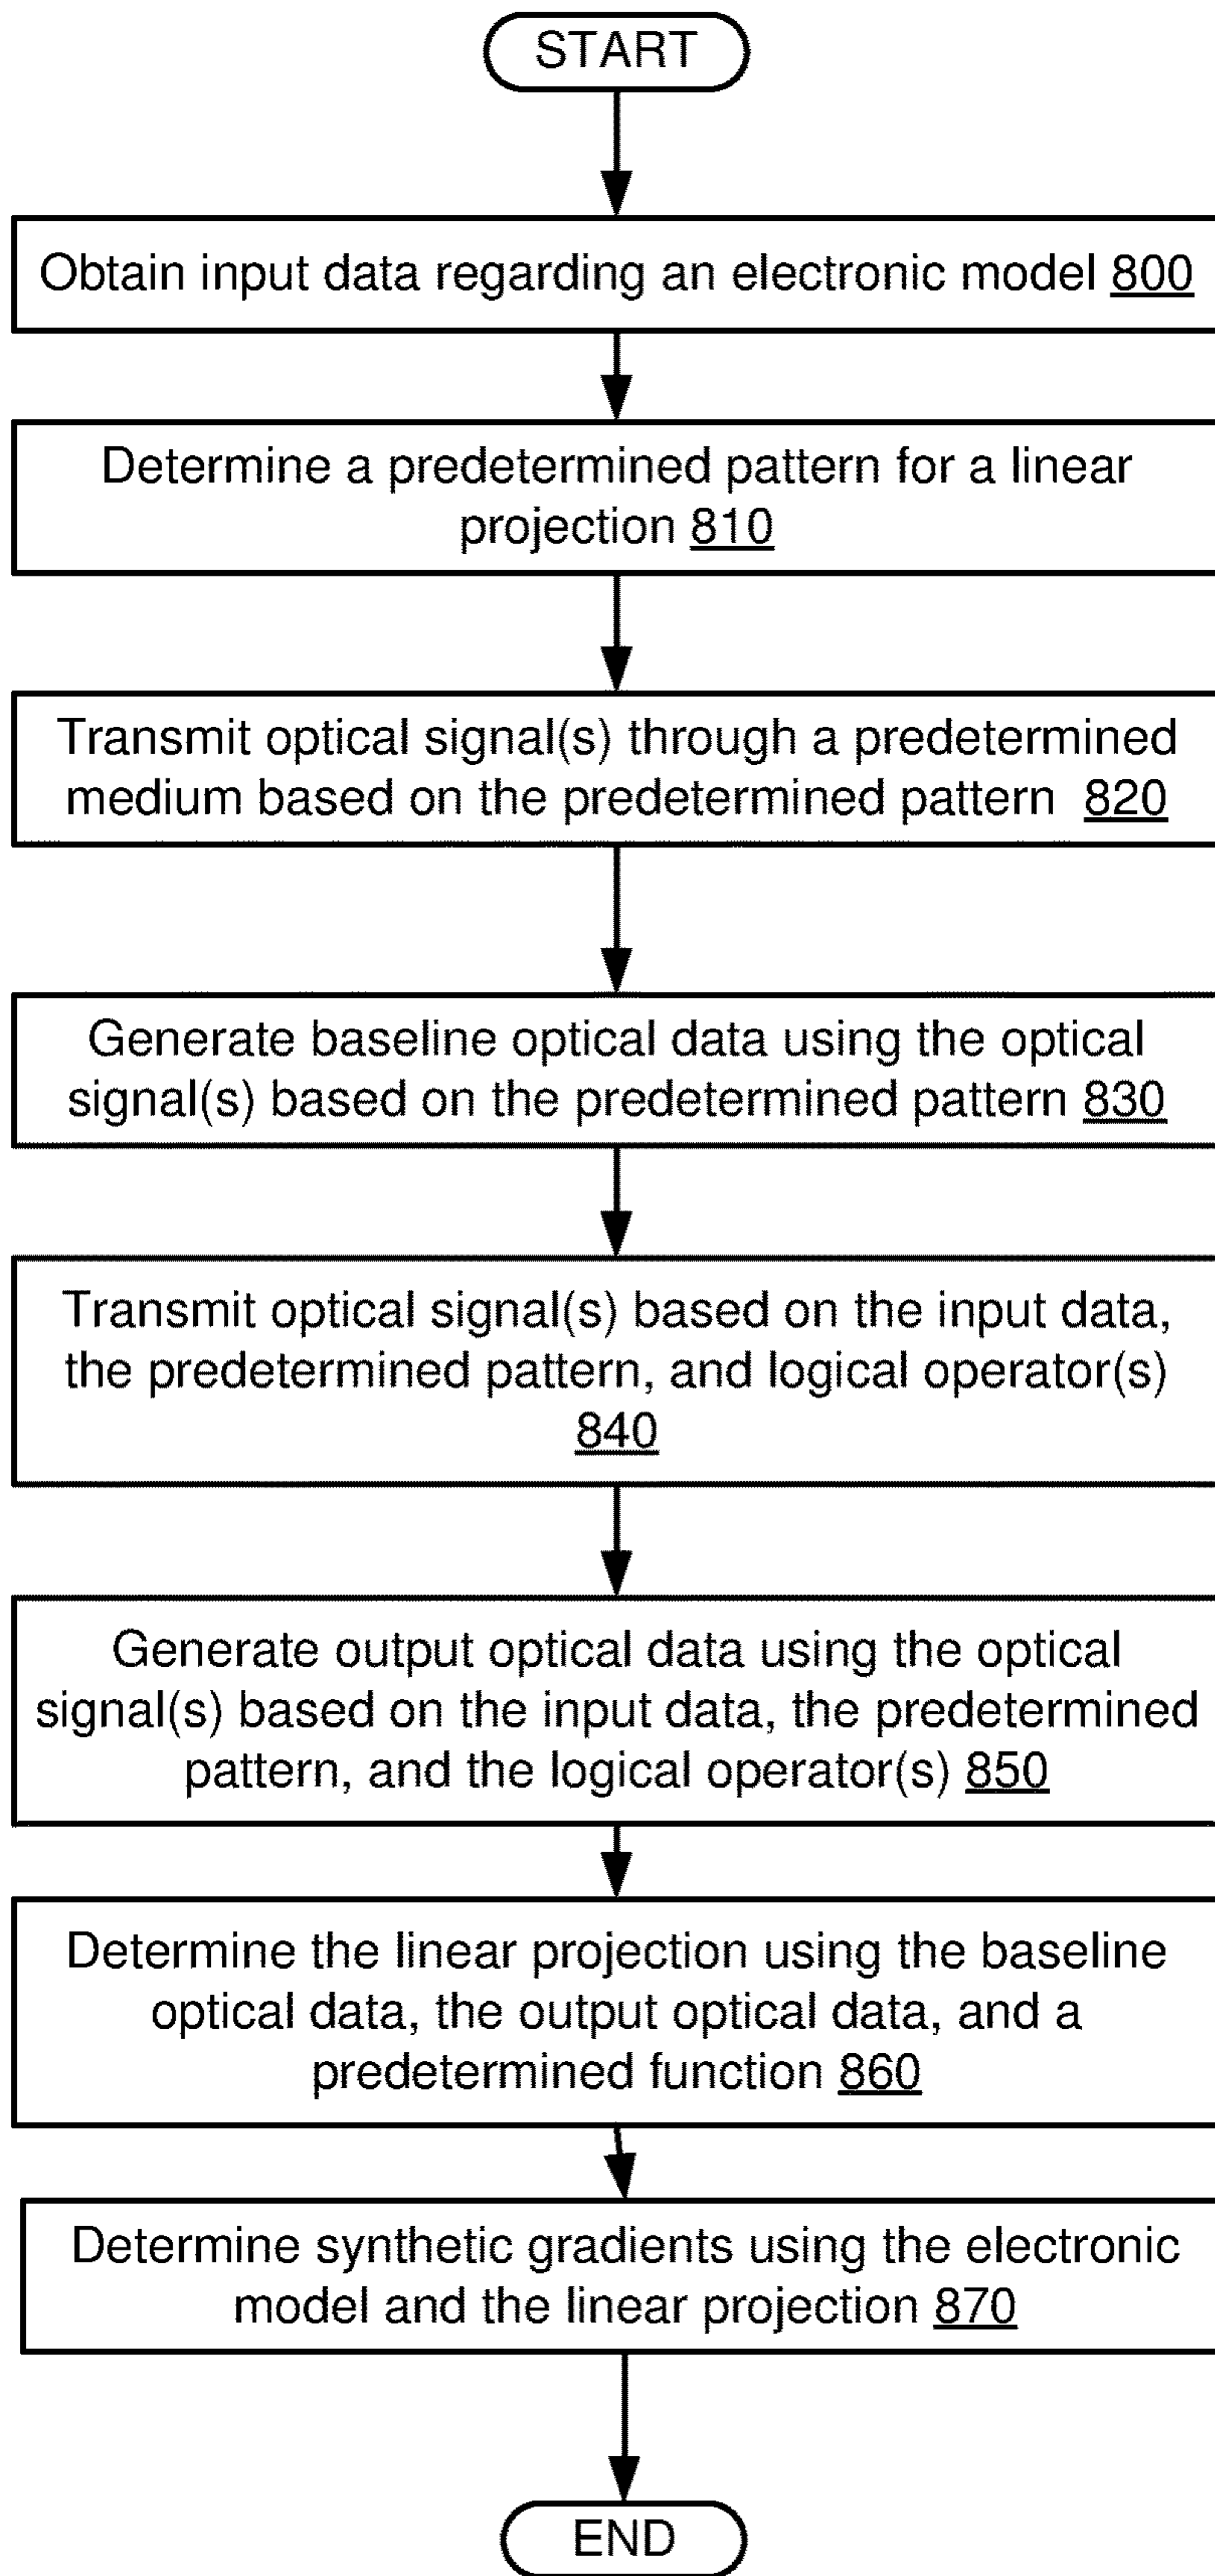 START
Obtain input data regarding an electronic model 800
Determine a predetermined pattern for a linear
projection 810
Transmit optical signal(s) through a predetermined
medium based on the predetermined pattern 820
Generate baseline optical data using the optical
signal(s) based on the predetermined pattern 830
Transmit optical signal(s) based on the input data,
the predetermined pattern, and logical operator(s)
840
Generate output optical data using the optical
signal(s) based on the input data, the predetermined
pattern, and the logical operator(s) 850
Determine the linear projection using the baseline
optical data, the output optical data, and a
predetermined function 860
Determine synthetic gradients using the electronic
model and the linear projection 870
END